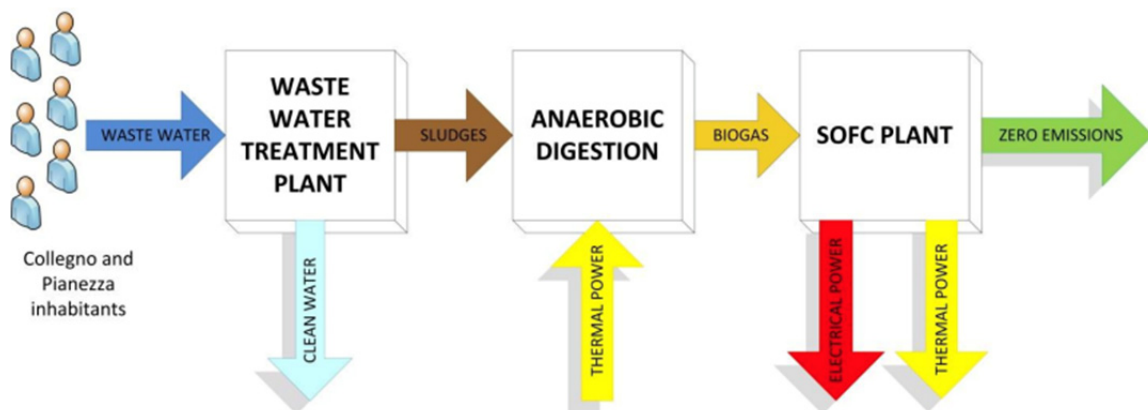 Collegno and
Pianezza
inhabitants
WASTE WATER
WASTE
WATER
TREATMENT
PLANT
CLEAN WATER
SLUDGES
ANAEROBIC
DIGESTION
THERMAL POWER
BIOGAS
SOFC PLANT
ELECTRICAL POWER
THERMAL POWER
ZERO EMISSIONS